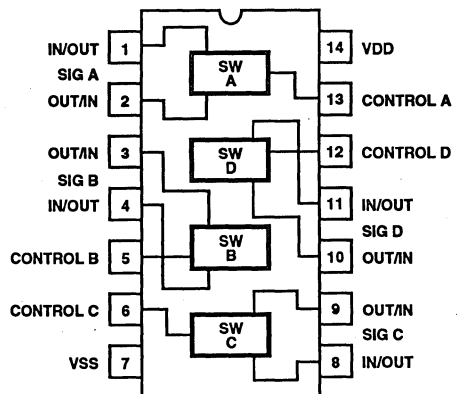 IN/OUT 1 14 VDD
SIG A SW A
OUT/IN 2 13 CONTROL A
OUT/IN 3 12 CONTROL D
SIG B SW D
IN/OUT 4 11 IN/OUT
SIG D
CONTROL B 5 SW B 10 OUT/IN
CONTROL C 6 9 OUT/IN
SW C SIG C
VSS 7 8 IN/OUT